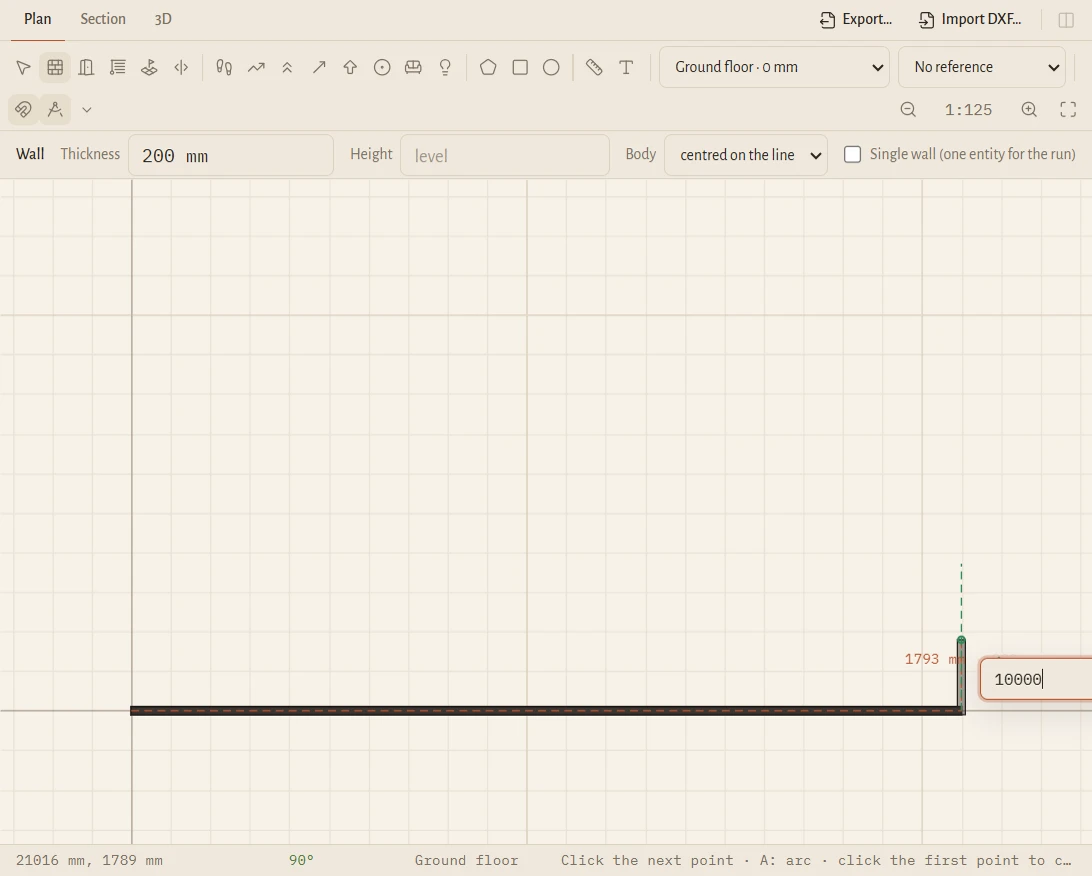 Plan Section 3D Export... Import DXF...
Ground floor · 0 mm No reference
1:125
Wall Thickness 200 mm Height level Body centred on the line Single wall (one entity for the run)
1793 mm
10000
21016 mm, 1789 mm 90° Ground floor Click the next point · A: arc · click the first point to c…